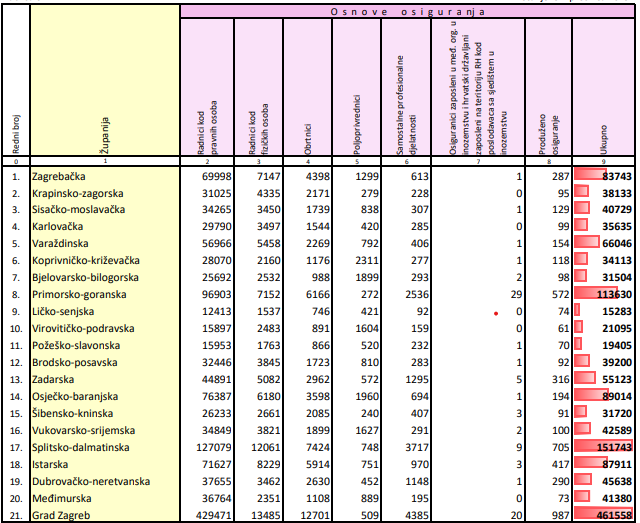 Osnove osiguranja
Redni broj Županija Radnici kod pravnih osoba Radnici kod fizičkih osoba Obrtnici Poljoprivrednici Samostalne profesionalne djelatnosti Osiguranici zaposleni u međ. org. u inozemstvu i hrvatski državljani zaposleni na teritoriju RH kod poslodavaca sa sjedištem u inozemstvu Produženo osiguranje Ukupno
0 1 2 3 4 5 6 7 8 9
1. Zagrebačka 69998 7147 4398 1299 613 1 287 83743
2. Krapinsko-zagorska 31025 4335 2171 279 228 0 95 38133
3. Sisačko-moslavačka 34265 3450 1739 838 307 1 129 40729
4. Karlovačka 29790 3497 1544 420 285 0 99 35635
5. Varaždinska 56966 5458 2269 792 406 1 154 66046
6. Koprivničko-križevačka 28070 2160 1176 2311 277 1 118 34113
7. Bjelovarsko-bilogorska 25692 2532 988 1899 293 2 98 31504
8. Primorsko-goranska 96903 7152 6166 272 2536 29 572 113630
9. Ličko-senjska 12413 1537 746 421 92 0 74 15283
10. Virovitičko-podravska 15897 2483 891 1604 159 0 61 21095
11. Požeško-slavonska 15953 1763 866 520 232 1 70 19405
12. Brodsko-posavska 32446 3845 1723 810 283 1 92 39200
13. Zadarska 44891 5082 2962 572 1295 5 316 55123
14. Osječko-baranjska 76387 6180 3598 1960 694 1 194 89014
15. Šibensko-kninska 26233 2661 2085 240 407 3 91 31720
16. Vukovarsko-srijemska 34849 3821 1899 1627 291 2 100 42589
17. Splitsko-dalmatinska 127079 12061 7424 748 3717 9 705 151743
18. Istarska 71627 8229 5914 751 970 3 417 87911
19. Dubrovačko-neretvanska 37655 3462 2630 452 1148 1 290 45638
20. Međimurska 36764 2351 1108 889 195 0 73 41380
21. Grad Zagreb 429471 13485 12701 509 4385 20 987 461558